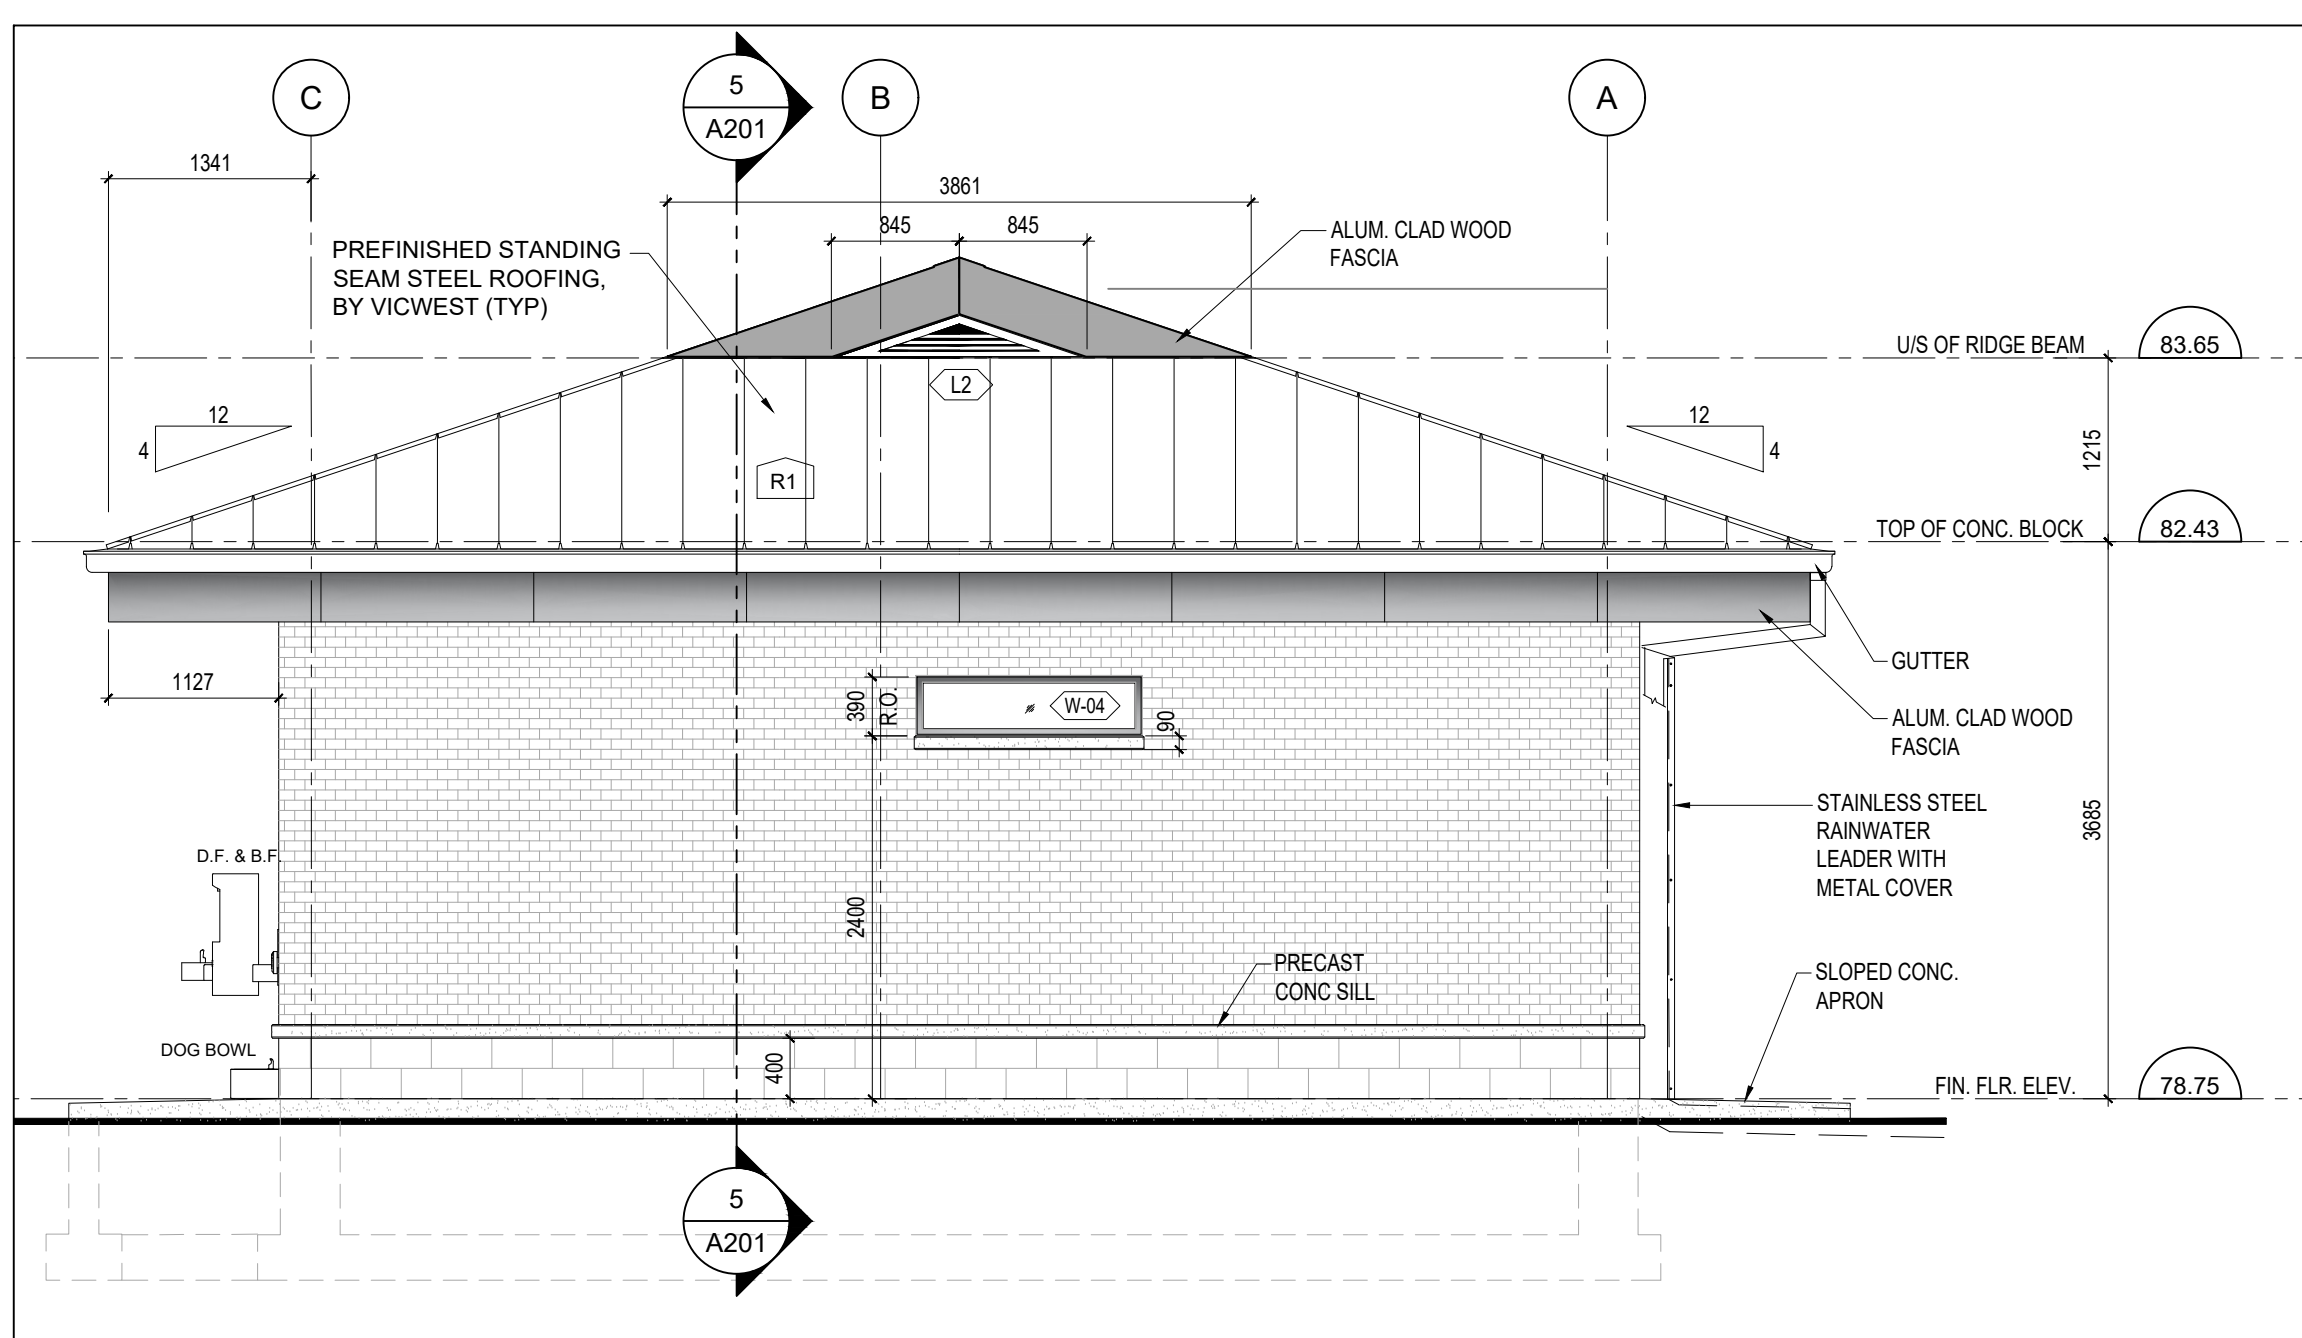 C
5
A201
B
A
1341
3861
845
845
PREFINISHED STANDING
SEAM STEEL ROOFING,
BY VICWEST (TYP)
ALUM. CLAD WOOD
FASCIA
U/S OF RIDGE BEAM
83.65
L2
12
4
12
4
1215
R1
TOP OF CONC. BLOCK
82.43
GUTTER
1127
390
R.O.
W-04
90
ALUM. CLAD WOOD
FASCIA
STAINLESS STEEL
RAINWATER
LEADER WITH
METAL COVER
3685
D.F. & B.F.
2400
PRECAST
CONC SILL
SLOPED CONC.
APRON
DOG BOWL
400
FIN. FLR. ELEV.
78.75
5
A201